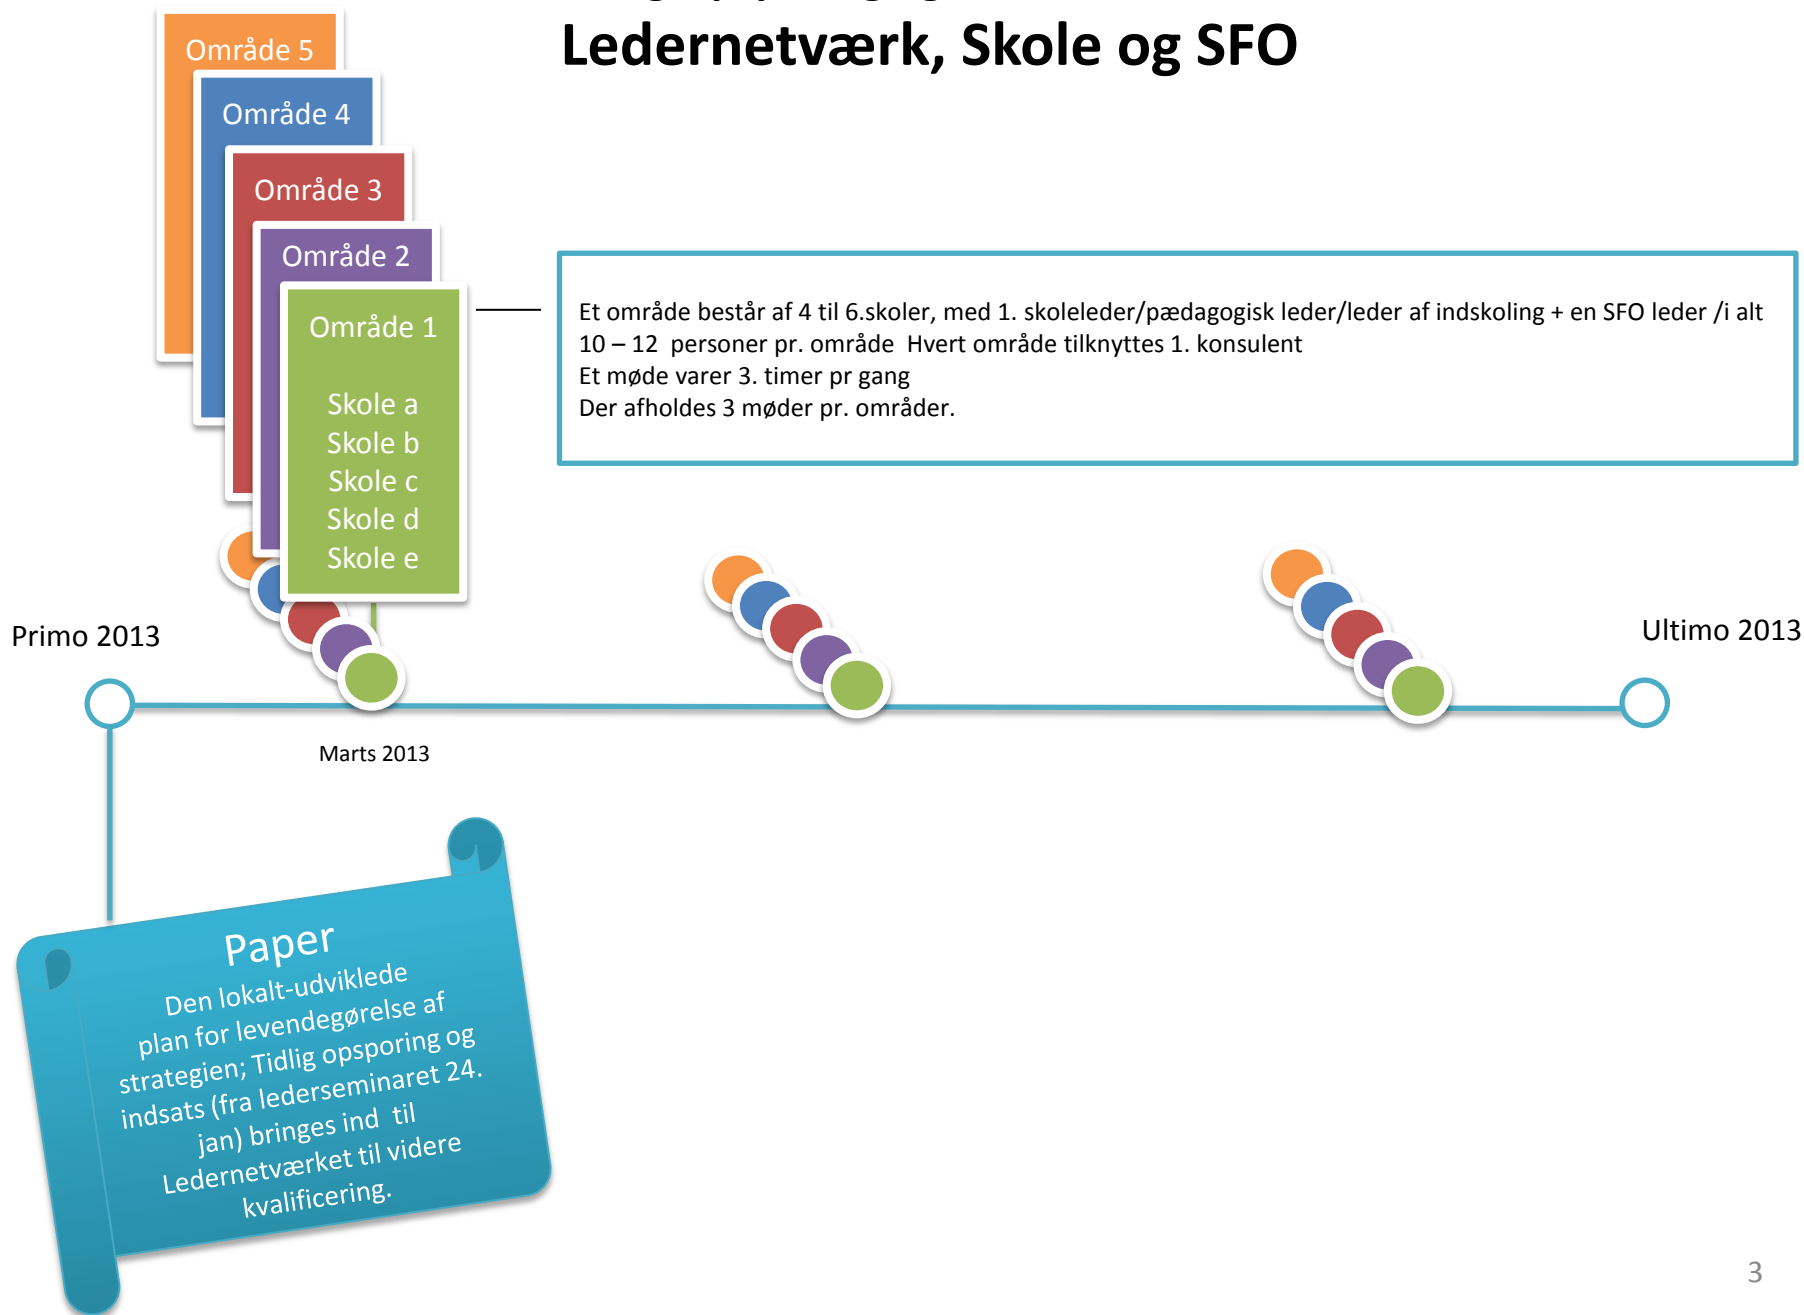 Ledernetværk, Skole og SFO
Område 5
Område 4
Område 3
Område 2
Område 1
Skole a
Skole b
Skole c
Skole d
Skole e
Et område består af 4 til 6.skoler, med 1. skoleleder/pædagogisk leder/leder af indskoling + en SFO leder /i alt
10 – 12 personer pr. område Hvert område tilknyttes 1. konsulent
Et møde varer 3. timer pr gang
Der afholdes 3 møder pr. områder.
Primo 2013
Ultimo 2013
Marts 2013
Paper
Den lokalt-udviklede
plan for levendegørelse af
strategien; Tidlig opsporing og
indsats (fra lederseminaret 24.
jan) bringes ind til
Ledernetværket til videre
kvalificering.
3